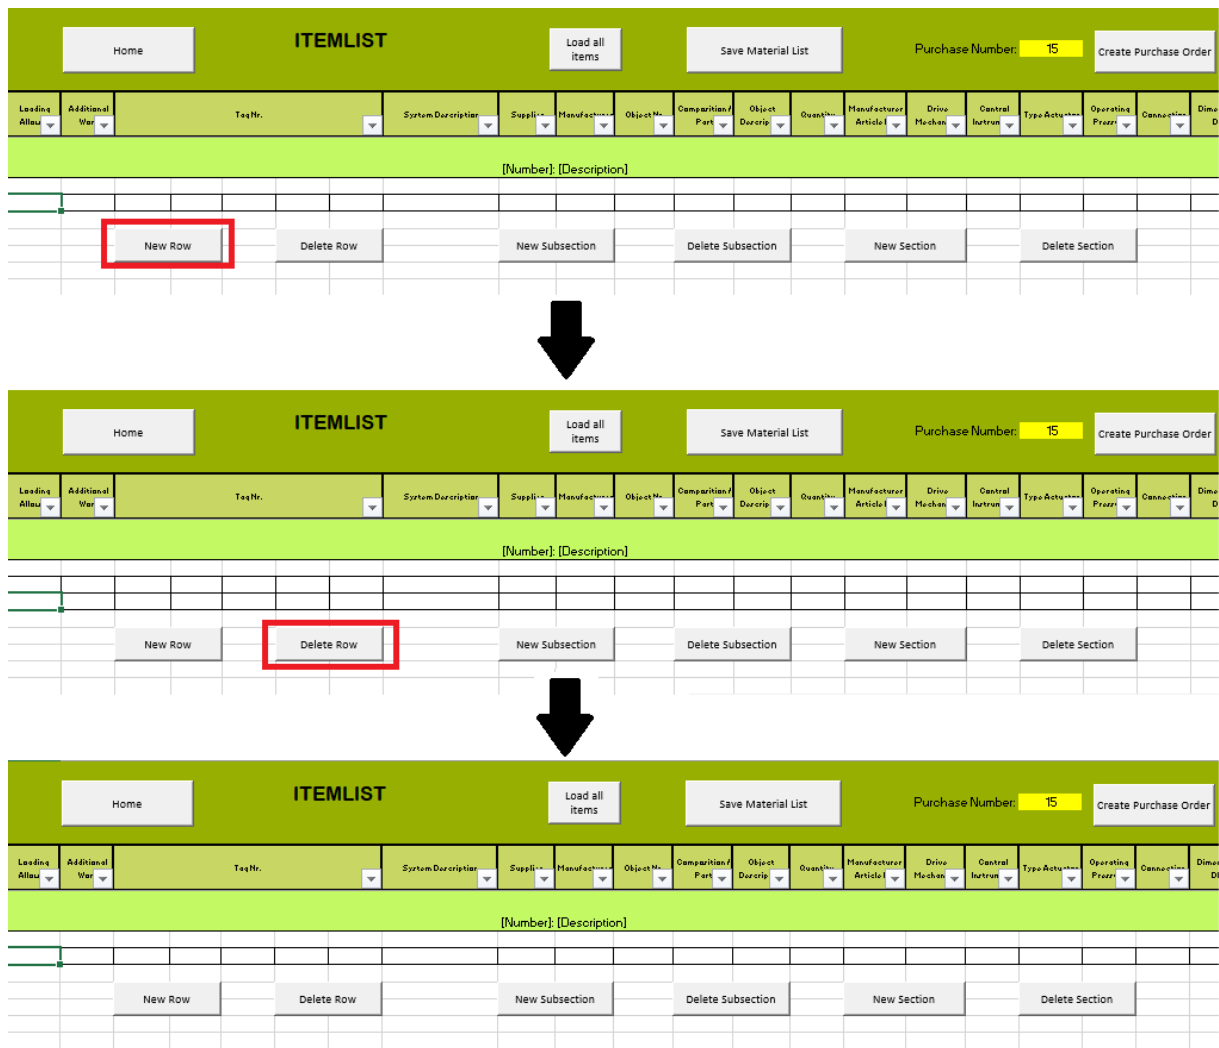 Home
ITEMLIST
Load all
items
Save Material List
Purchase Number: 15
Create Purchase Order
Loading
Additional
Tag Nr.
System Description
Object
Quantity
Manufacturer
Drive
Control
Operating
[Number]: [Description]
New Row Delete Row New Subsection Delete Subsection New Section Delete Section
Home
ITEMLIST
Load all
items
Save Material List
Purchase Number: 15
Create Purchase Order
Loading
Additional
Tag Nr.
System Description
Object
Quantity
Manufacturer
Drive
Control
Operating
[Number]: [Description]
New Row Delete Row New Subsection Delete Subsection New Section Delete Section
Home
ITEMLIST
Load all
items
Save Material List
Purchase Number: 15
Create Purchase Order
Loading
Additional
Tag Nr.
System Description
Object
Quantity
Manufacturer
Drive
Control
Operating
[Number]: [Description]
New Row Delete Row New Subsection Delete Subsection New Section Delete Section